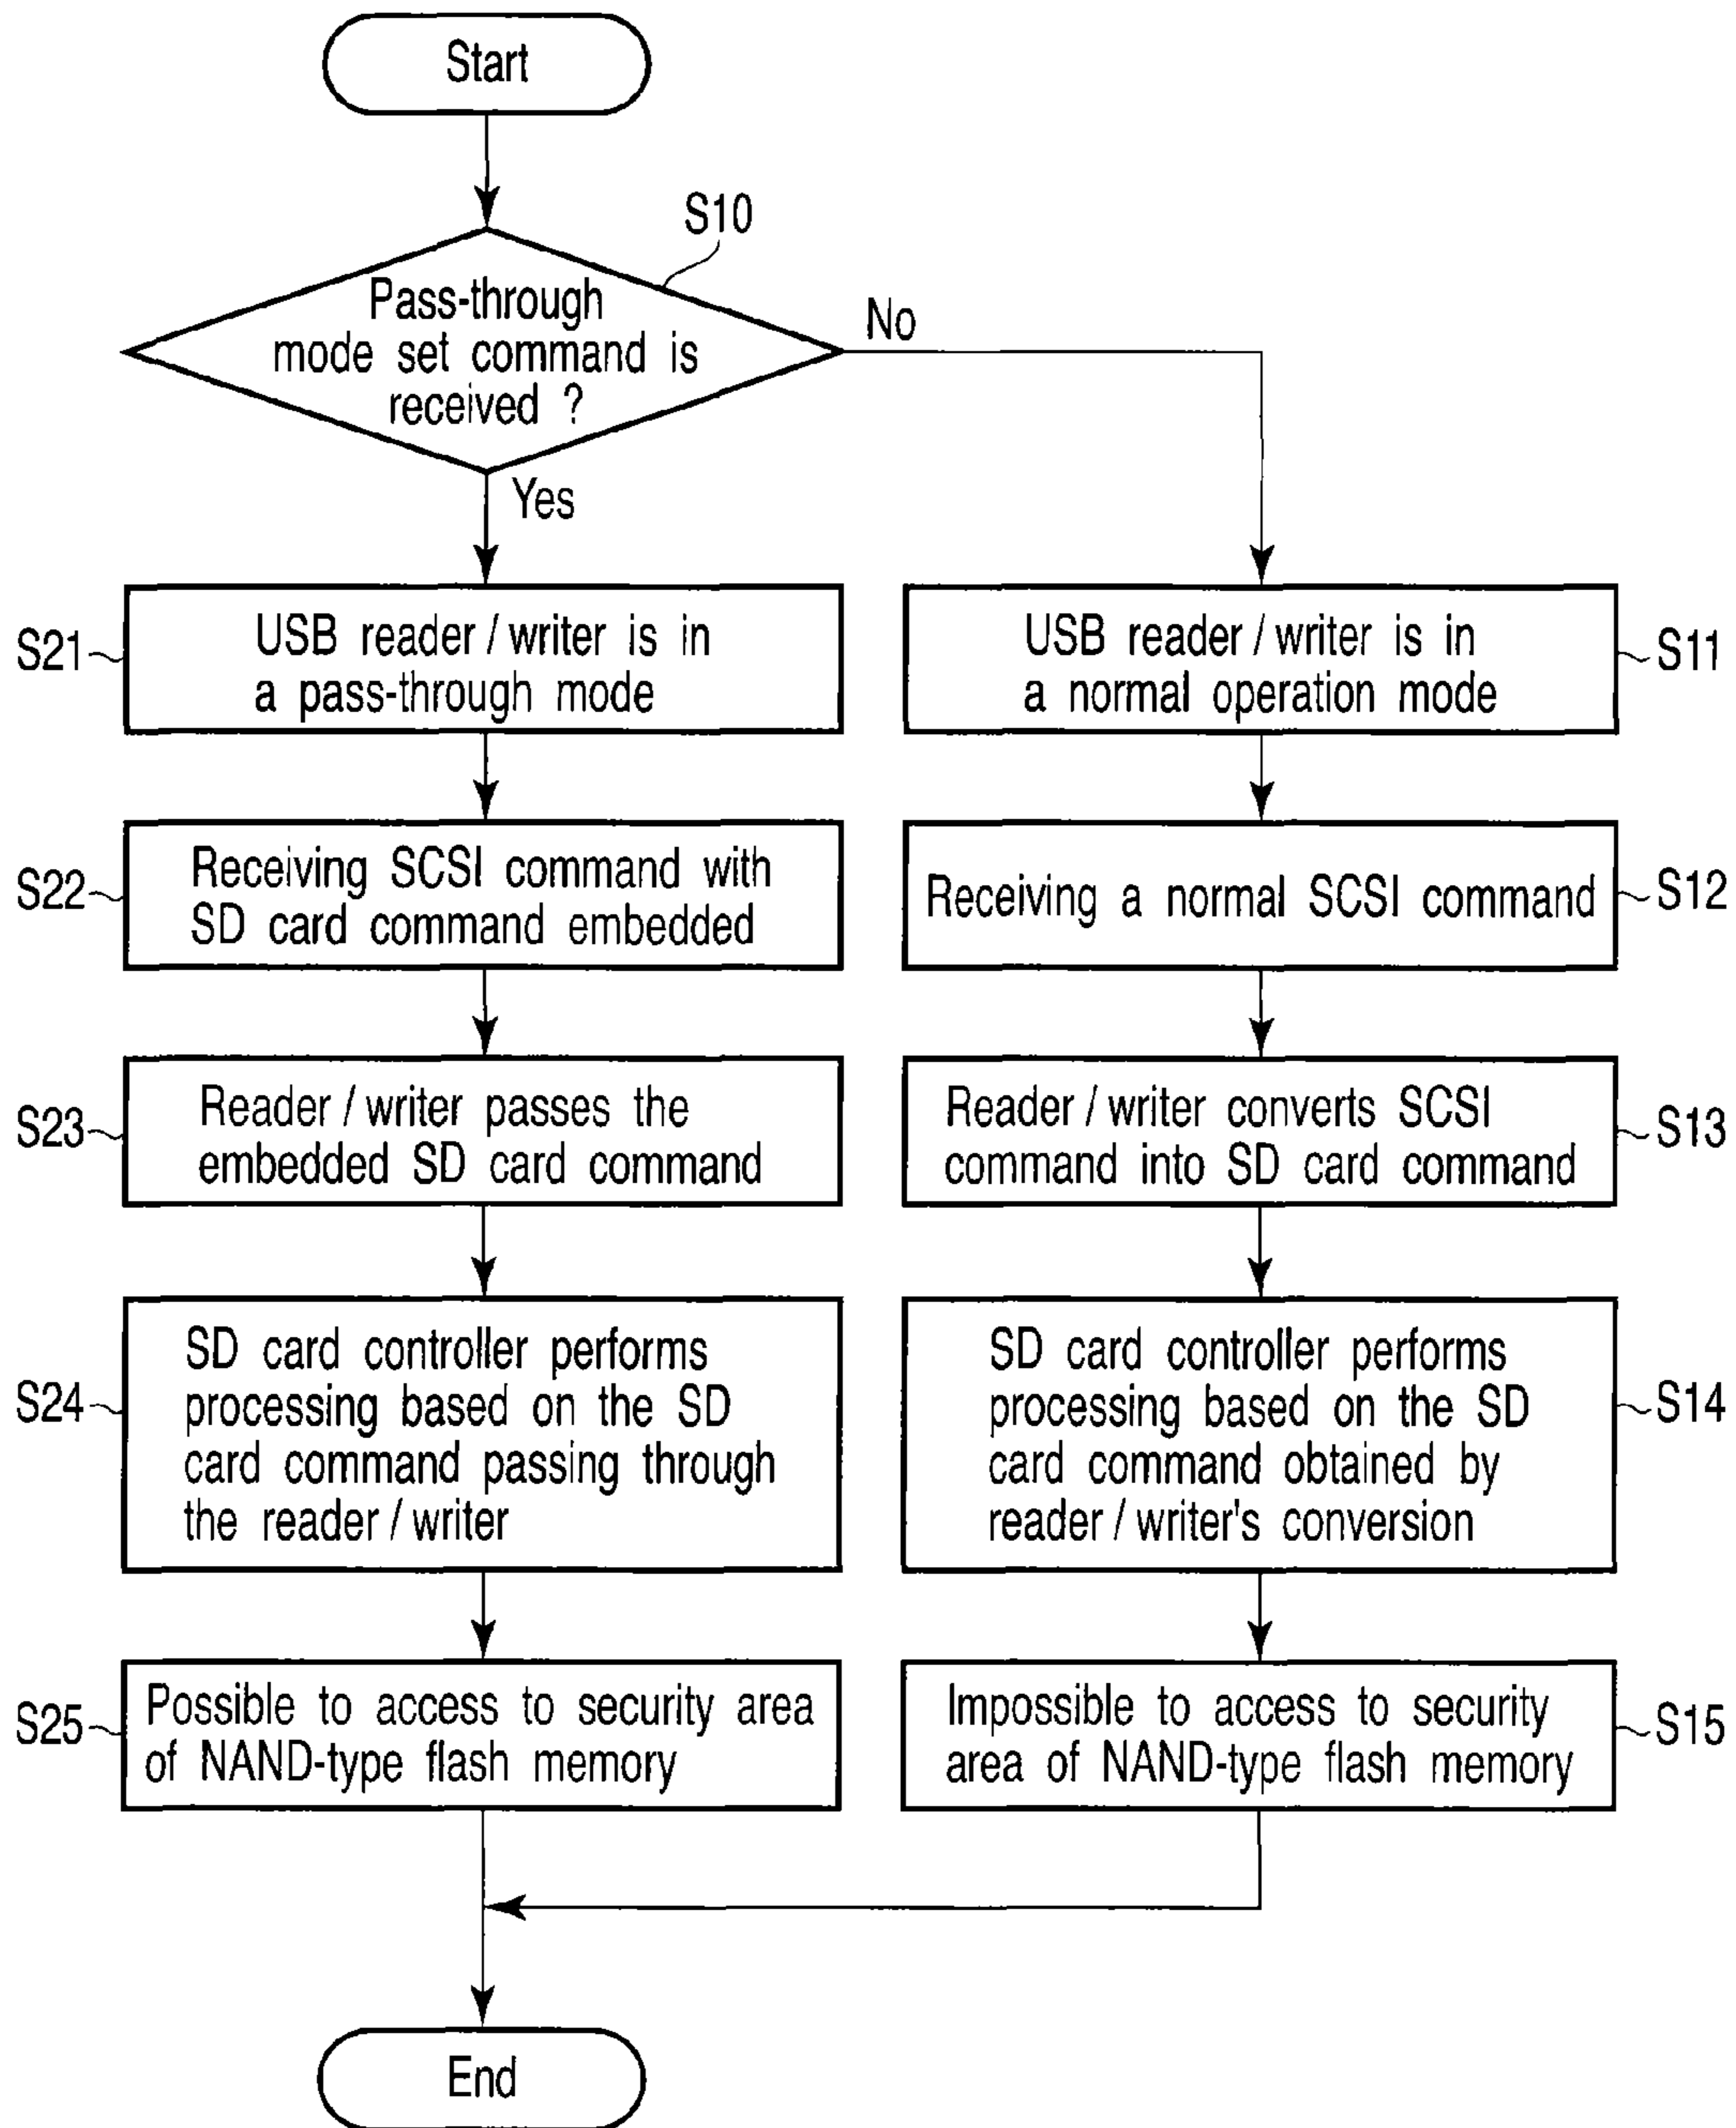 Start
S10
Pass-through
mode set command is
received ?
No
Yes
S21
USB reader / writer is in
a pass-through mode
USB reader / writer is in
a normal operation mode
S11
S22
Receiving SCSI command with
SD card command embedded
Receiving a normal SCSI command
S12
S23
Reader / writer passes the
embedded SD card command
Reader / writer converts SCSI
command into SD card command
S13
S24
SD card controller performs
processing based on the SD
card command passing through
the reader / writer
SD card controller performs
processing based on the SD
card command obtained by
reader / writer's conversion
S14
S25
Possible to access to security area
of NAND-type flash memory
Impossible to access to security
area of NAND-type flash memory
S15
End